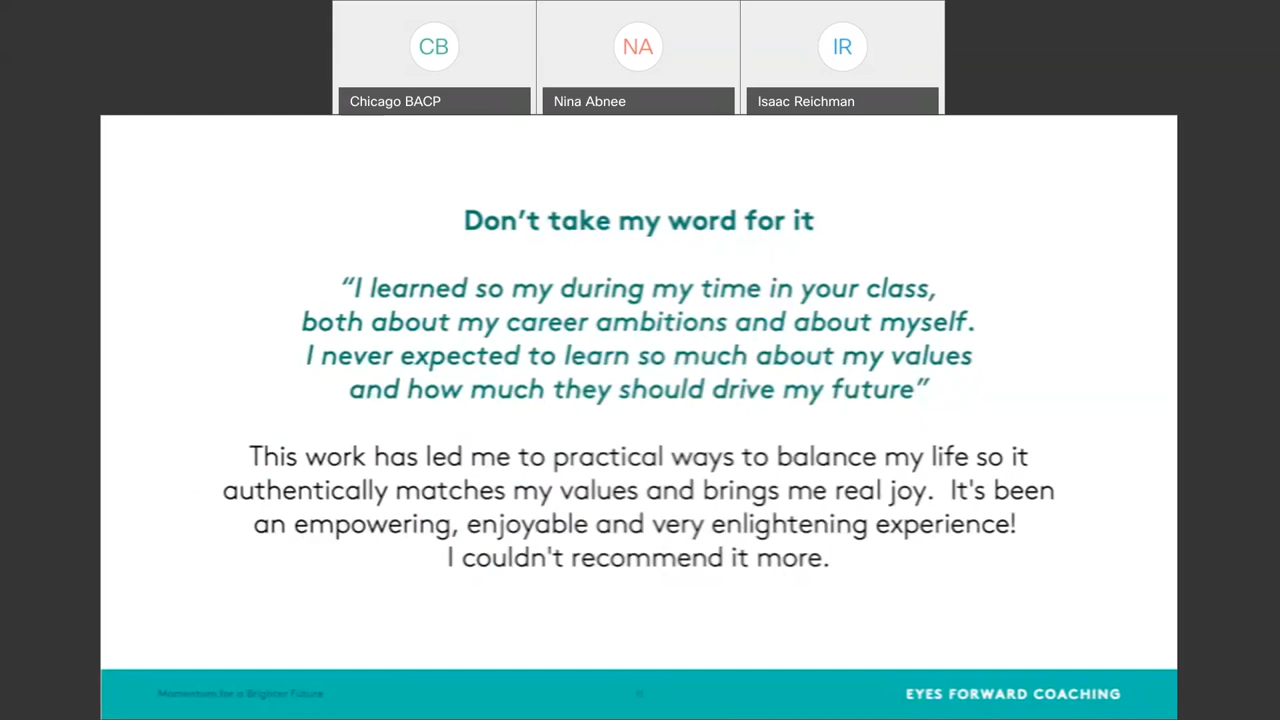 CB
NA
IR
Chicago BACP
Nina Abnee
Isaac Reichman
Don’t take my word for it
“I learned so my during my time in your class,
both about my career ambitions and about myself.
I never expected to learn so much about my values
and how much they should drive my future”
This work has led me to practical ways to balance my life so it
authentically matches my values and brings me real joy.  It's been
an empowering, enjoyable and very enlightening experience!
I couldn't recommend it more.
Momentum for a Brighter Future
EYES FORWARD COACHING